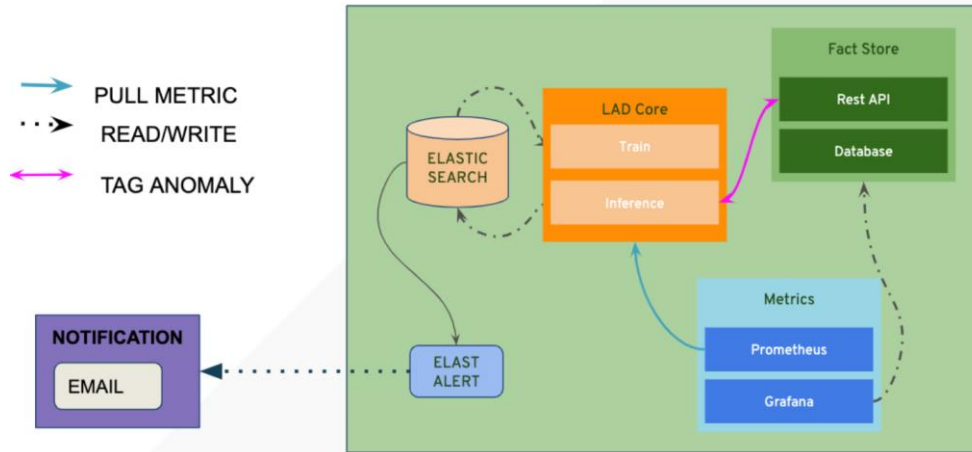 PULL METRIC
READ/WRITE
TAG ANOMALY
NOTIFICATION
EMAIL
ELASTIC
SEARCH
ELAST
ALERT
LAD Core
Train
Inference
Fact Store
Rest API
Database
Metrics
Prometheus
Grafana